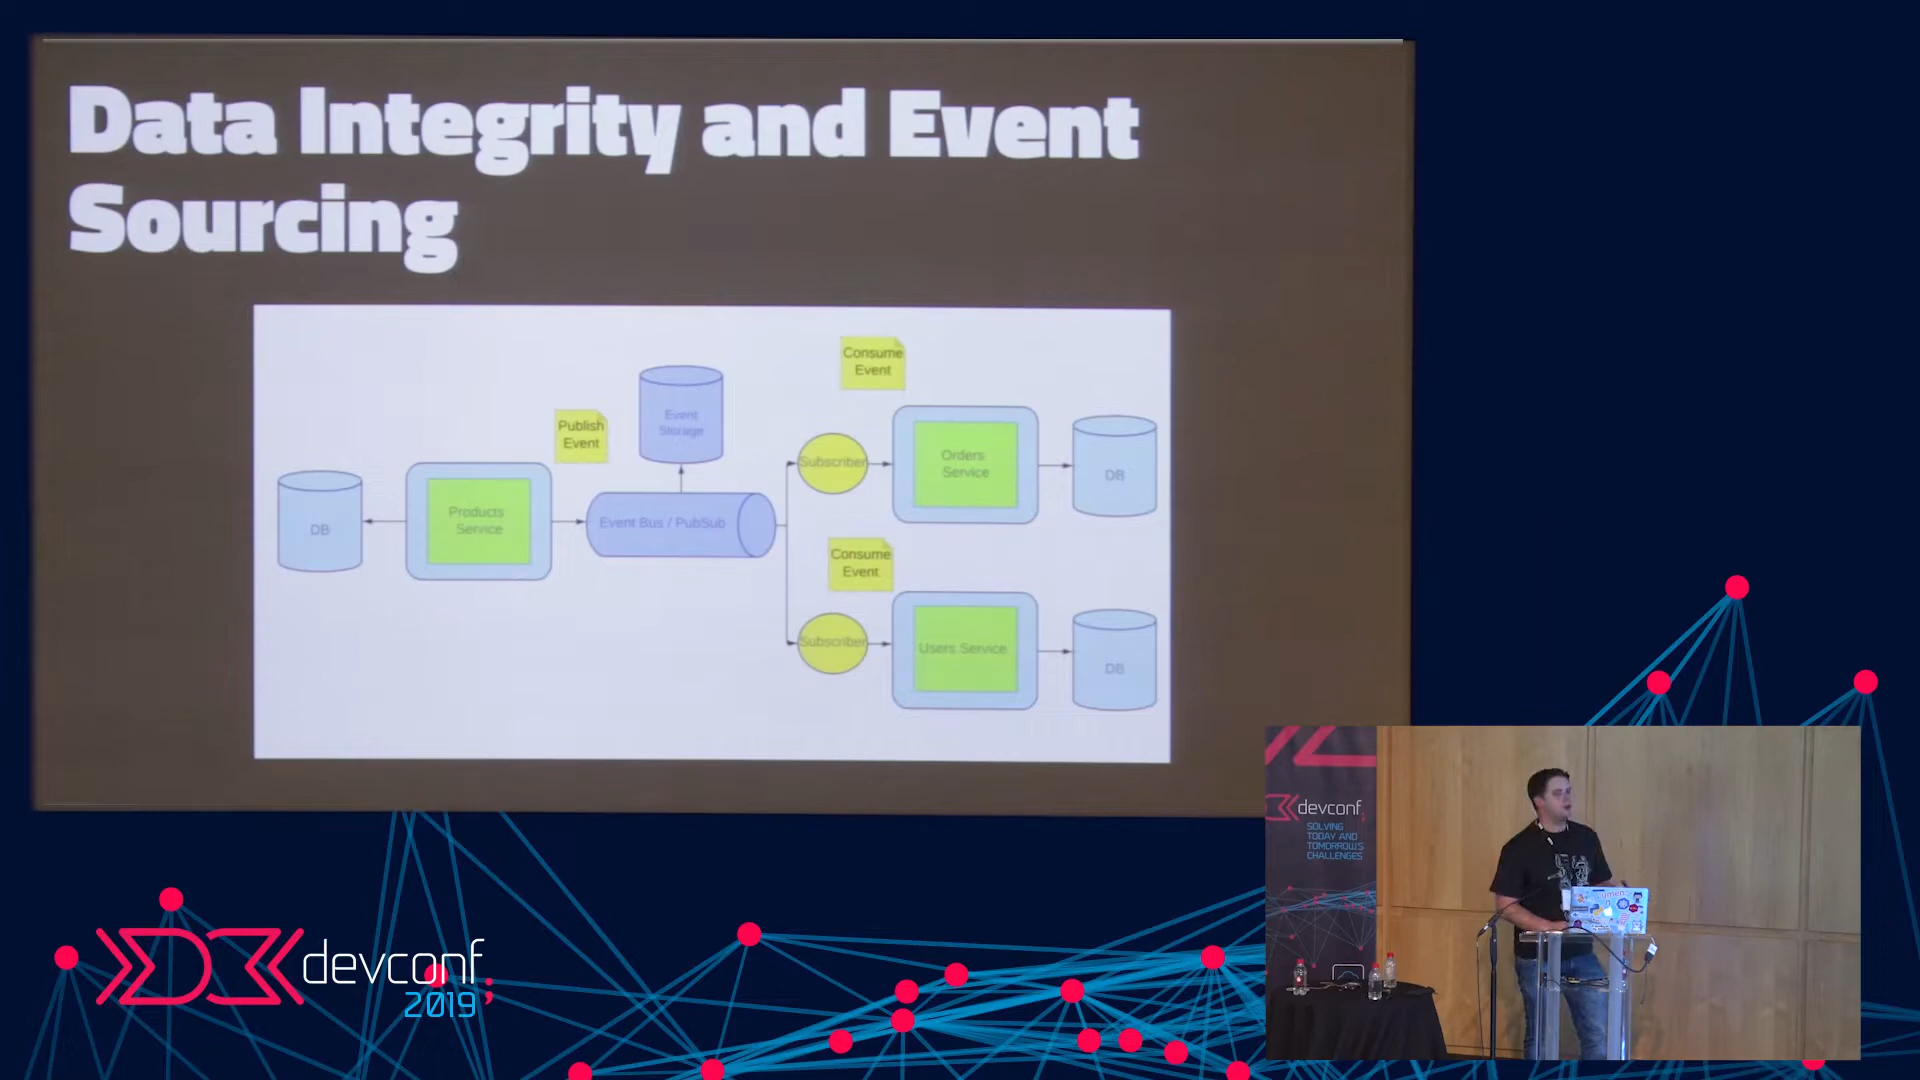 Data Integrity and Event
Sourcing
Consume
Event
Event
Storage
Publish
Event
Subscriber
Orders
Service
DB
DB
Products
Service
Event Bus / PubSub
Consume
Event
Subscriber
Users Service
DB
devconf;
2019
devconf;
SOLVING
TODAY AND
TOMORROW'S
CHALLENGES